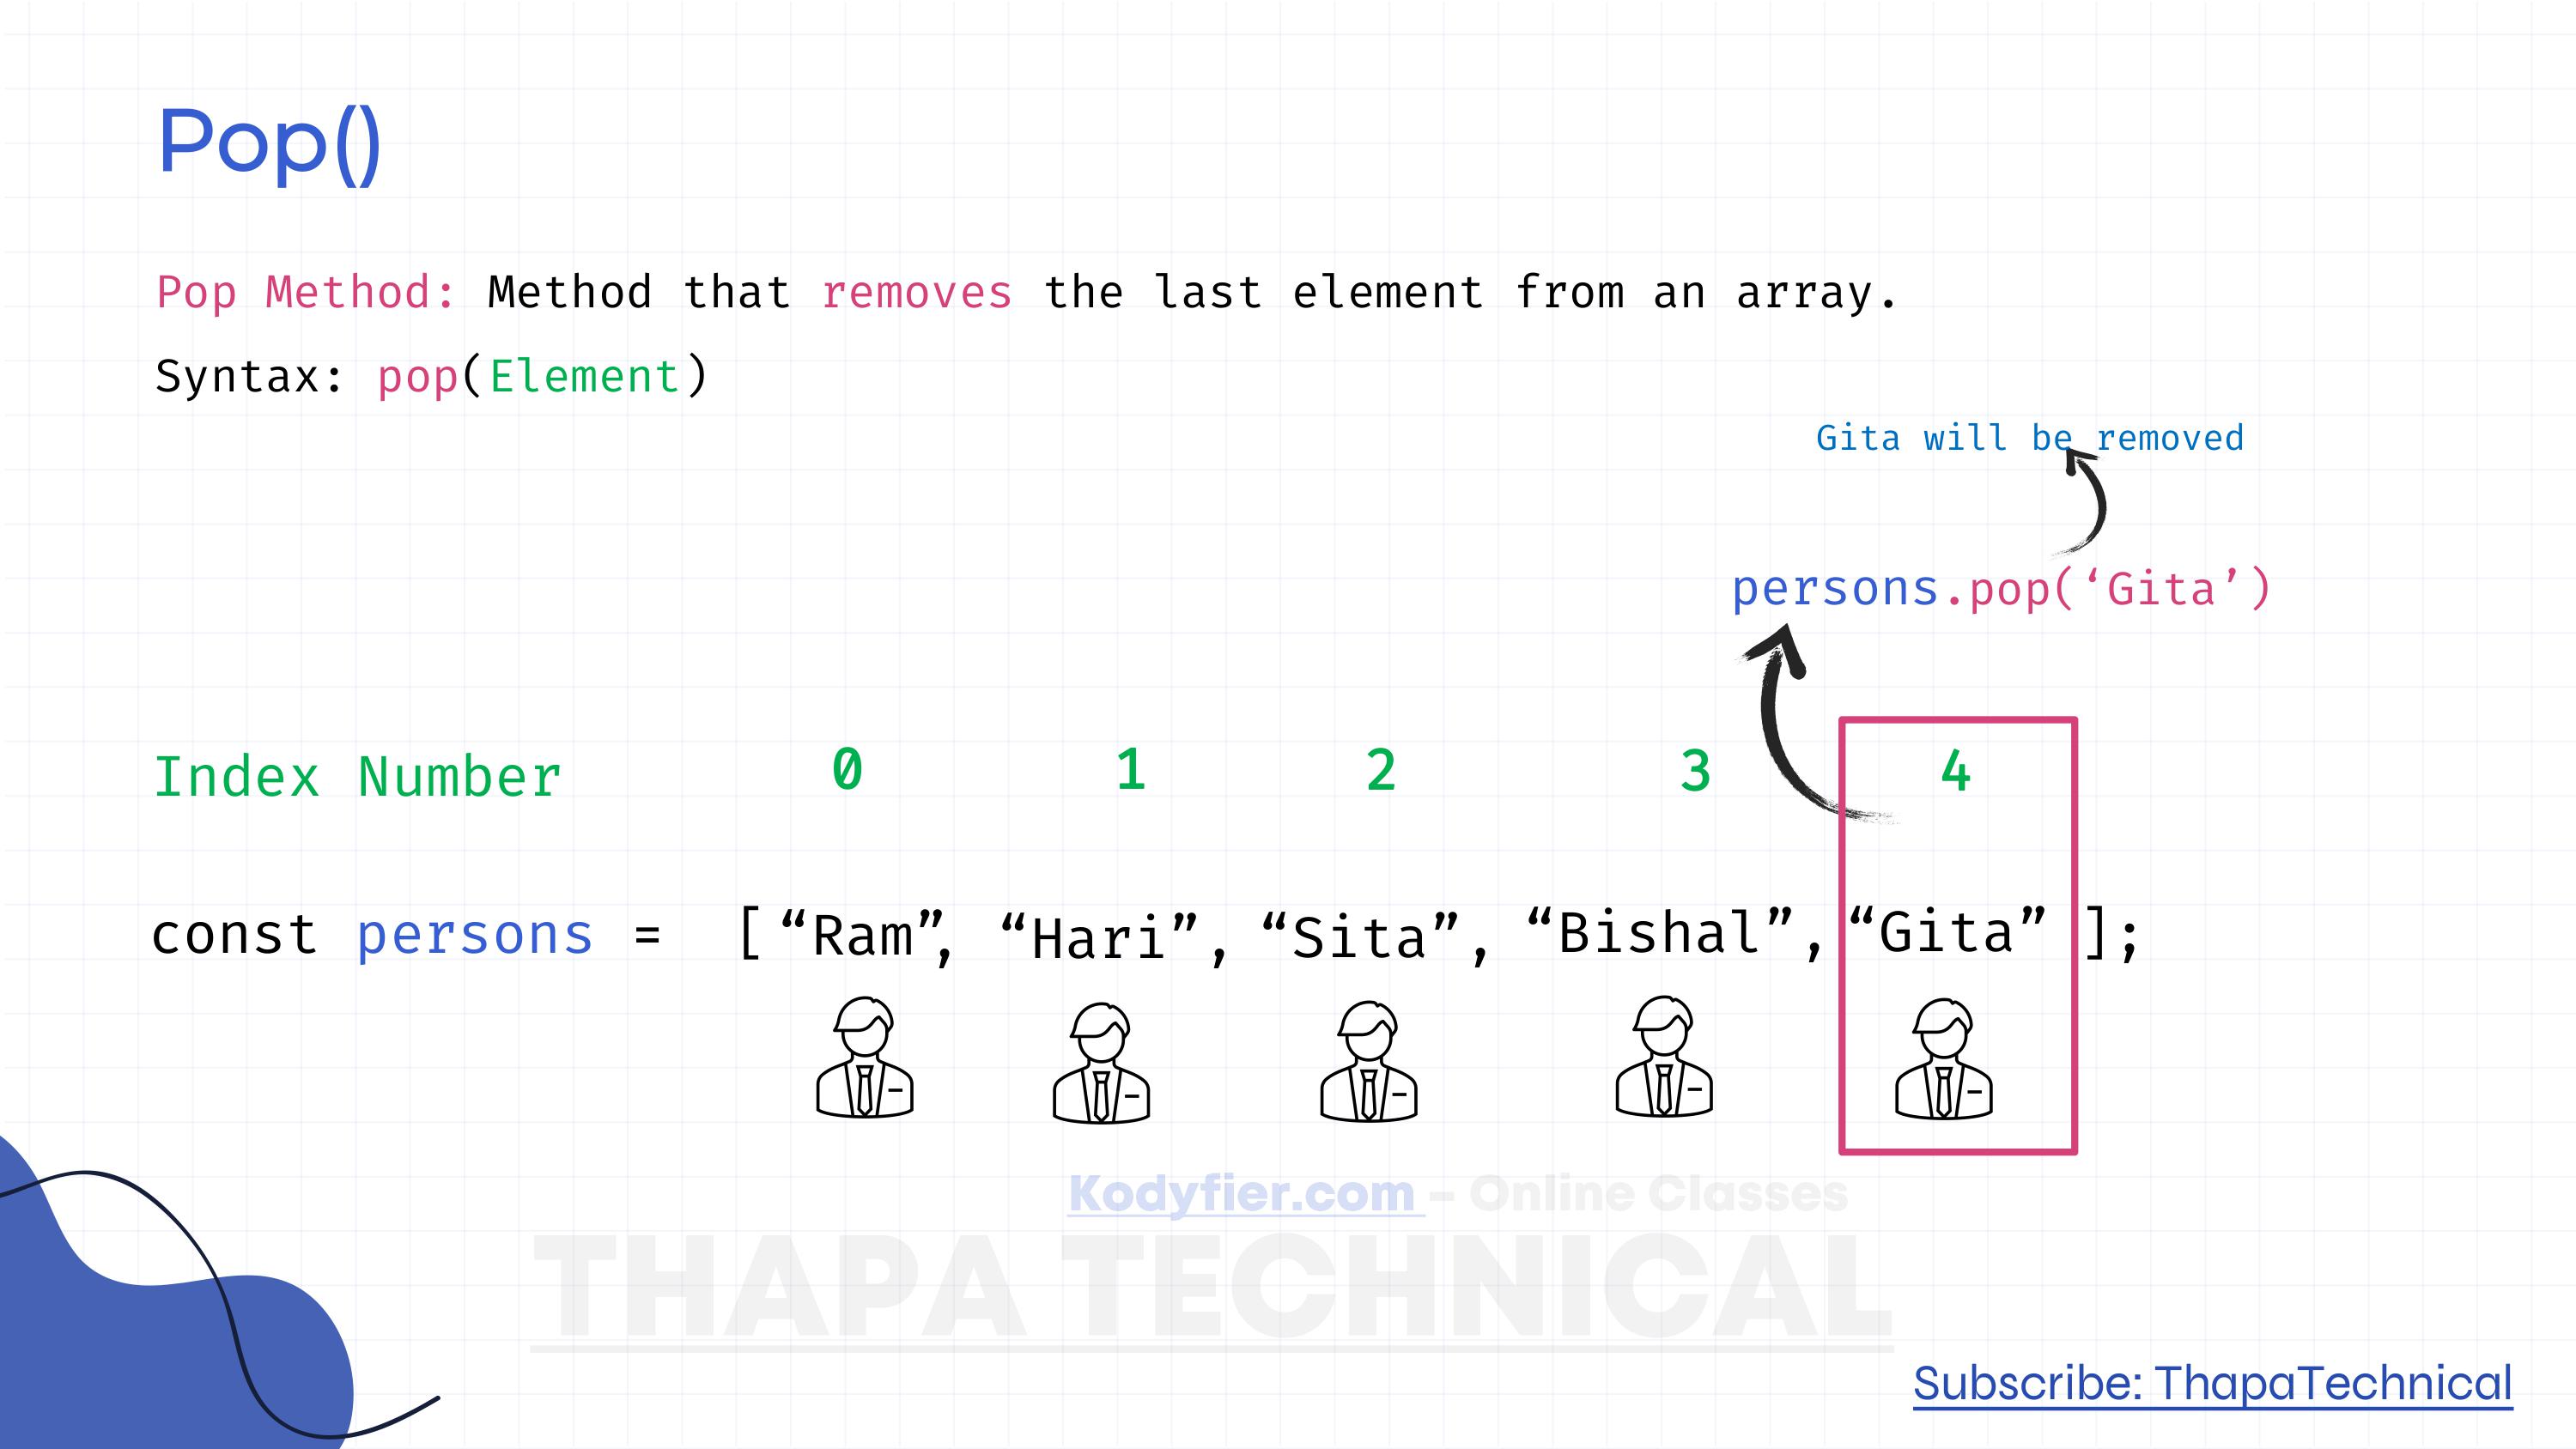 Pop()
Pop Method: Method that removes the last element from an array.
Syntax: pop(Element)
Gita will be removed
persons.pop(‘Gita’)
Index Number 0 1 2 3 4
const persons = [ “Ram”, “Hari”, “Sita”, “Bishal”, “Gita” ];
Kodyfier.com – Online Classes
THAPA TECHNICAL
Subscribe: ThapaTechnical